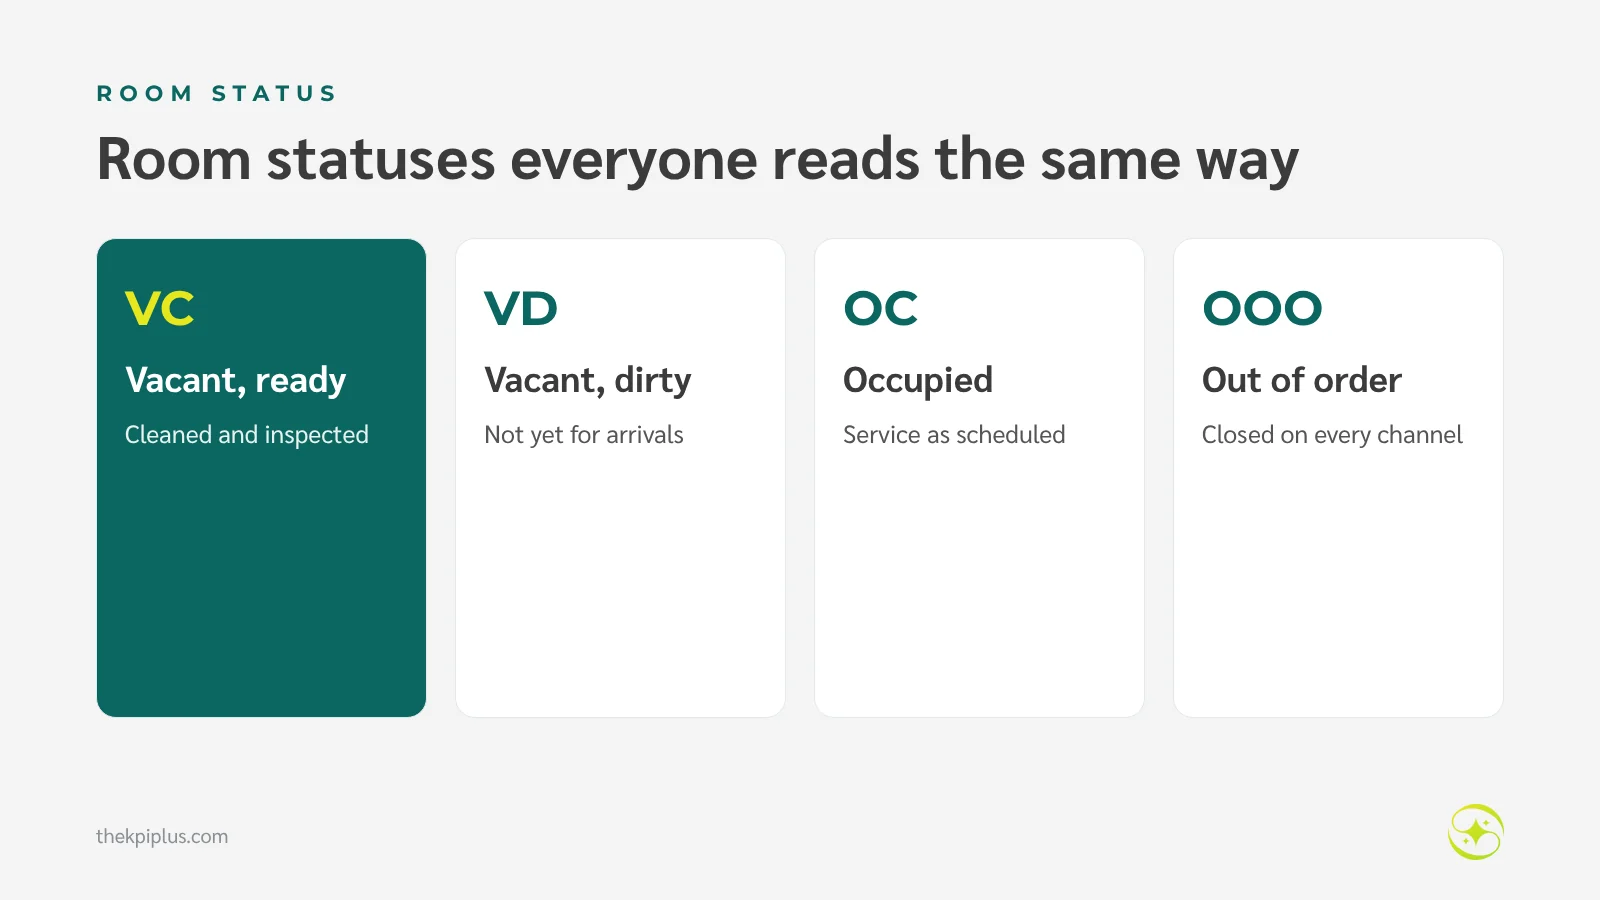 ROOM STATUS
Room statuses everyone reads the same way
VC
Vacant, ready
Cleaned and inspected
VD
Vacant, dirty
Not yet for arrivals
OC
Occupied
Service as scheduled
OOO
Out of order
Closed on every channel
thekpiplus.com